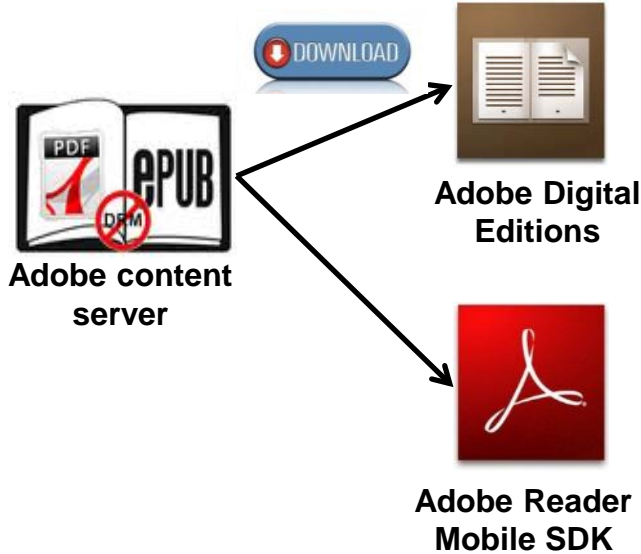 DOWNLOAD
PDF
ePUB
DRM
Adobe content
server
Adobe Digital
Editions
Adobe Reader
Mobile SDK